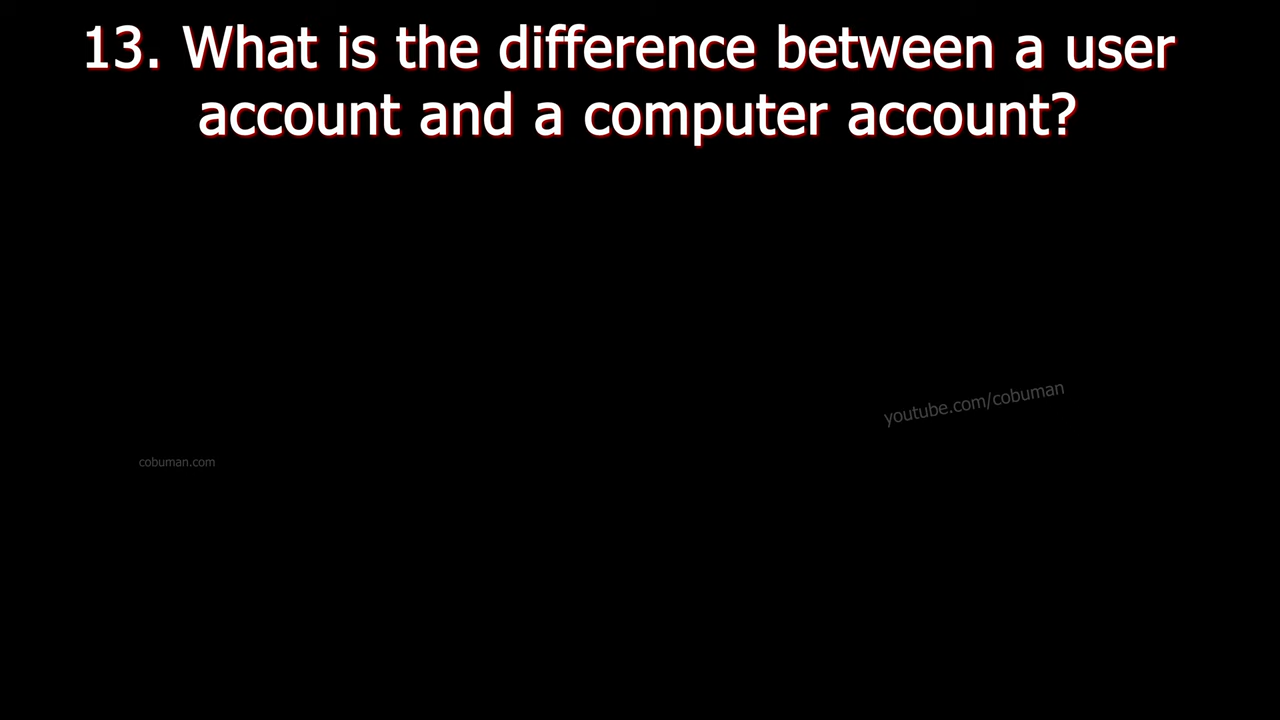 13. What is the difference between a user
account and a computer account?
youtube.com/cobuman
cobuman.com